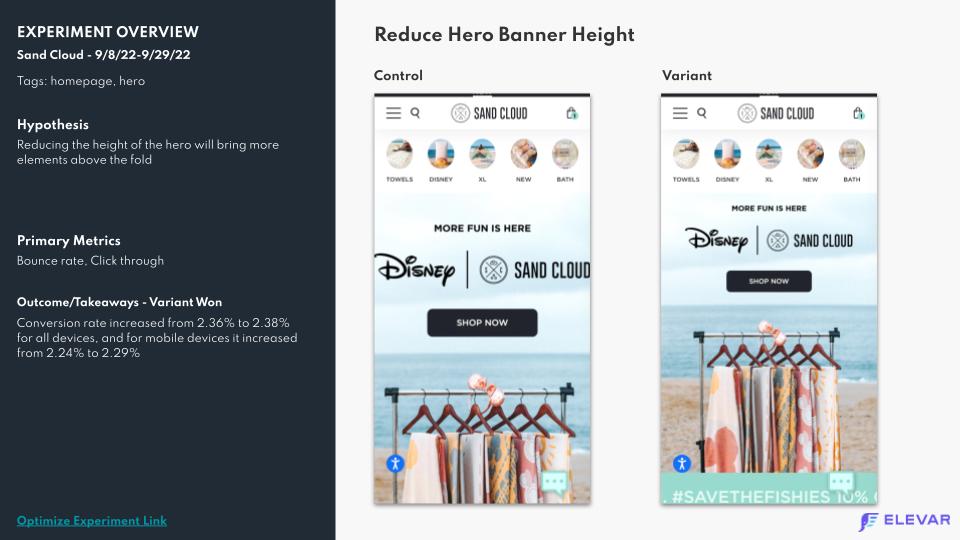 EXPERIMENT OVERVIEW
Sand Cloud - 9/8/22-9/29/22
Tags: homepage, hero
Hypothesis
Reducing the height of the hero will bring more
elements above the fold
Primary Metrics
Bounce rate, Click through
Outcome/Takeaways - Variant Won
Conversion rate increased from 2.36% to 2.38%
for all devices, and for mobile devices it increased
from 2.24% to 2.29%
Optimize Experiment Link
Reduce Hero Banner Height
Control
SAND CLOUD
TOWELS DISNEY XL NEW BATH
MORE FUN IS HERE
Disney SAND CLOUD
SHOP NOW
Variant
SAND CLOUD
TOWELS DISNEY XL NEW BATH
MORE FUN IS HERE
Disney SAND CLOUD
SHOP NOW
. #SAVETHEFISHIES 10%
ELEVAR